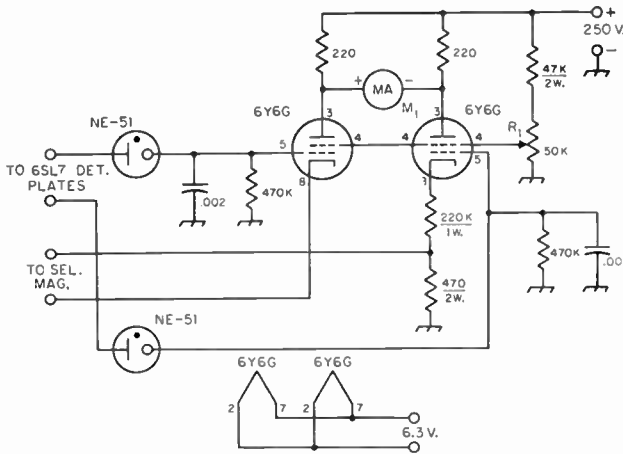 +
250 V.
-
220
220
47K
2W.
+ MA -
M1
6Y6G
6Y6G
3
3
R1
50K
NE-51
5
4
4
4
5
8
TO 6SL7 DET.
PLATES
.002
470K
220K
1W.
470K
.00
TO SEL.
MAG.
470
2W.
NE-51
6Y6G
6Y6G
2
7
2
7
6.3 V.